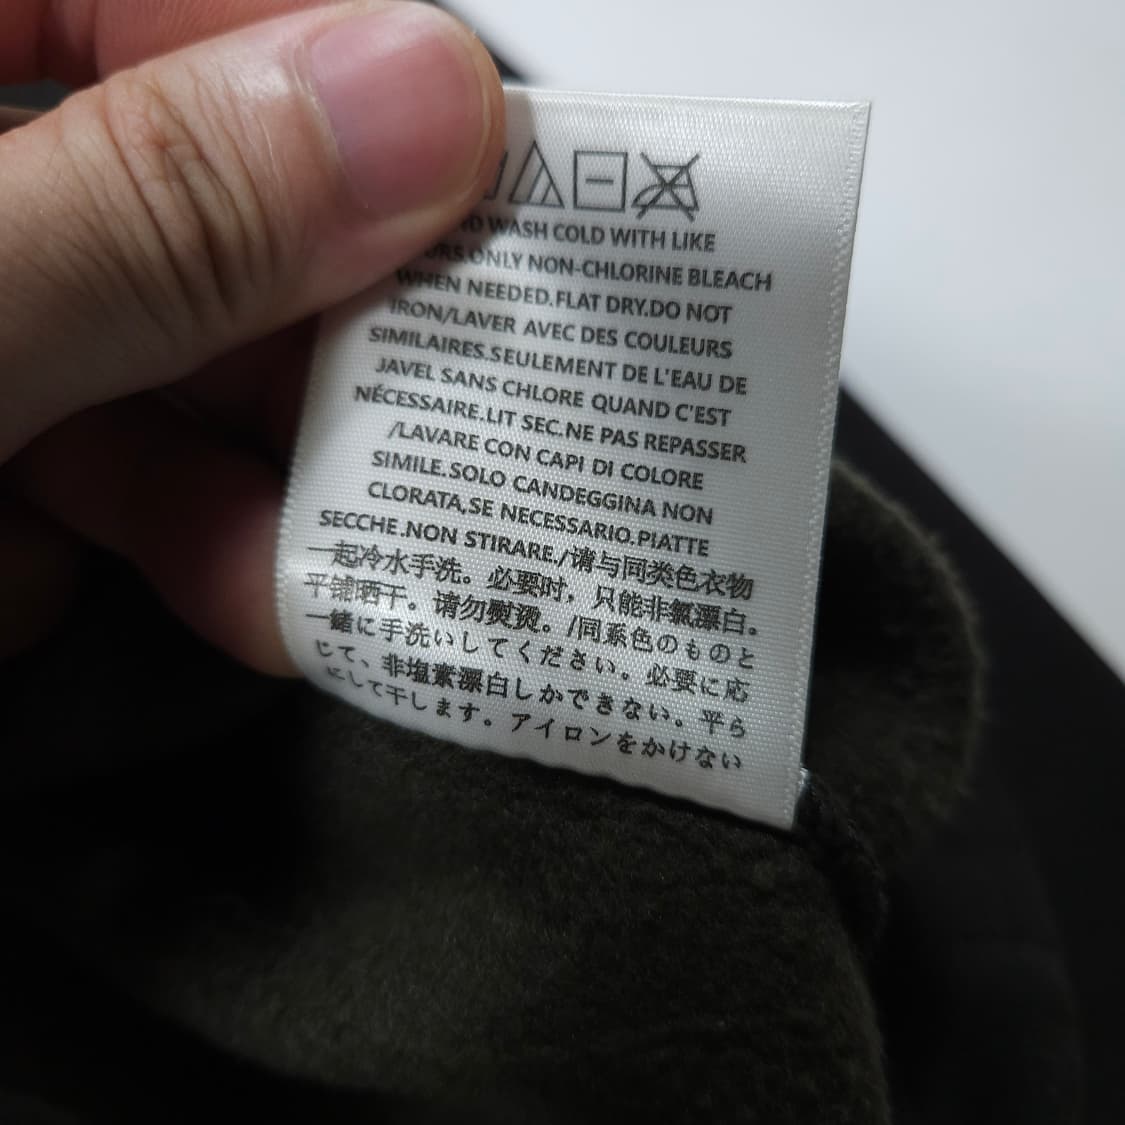 WASH COLD WITH LIKE
ONLY NON-CHLORINE BLEACH
WHEN NEEDED.FLAT DRY.DO NOT
IRON/LAVER AVEC DES COULEURS
SIMILAIRES.SEULEMENT DE L'EAU DE
JAVEL SANS CHLORE QUAND C'EST
NÉCESSAIRE.LIT SEC.NE PAS REPASSER
/LAVARE CON CAPI DI COLORE
SIMILE.SOLO CANDEGGINA NON
CLORATA,SE NECESSARIO.PIATTE
SECCHE.NON STIRARE./请与同类色衣物
一起冷水手洗。必要时，只能非氯漂白。
平铺晒干。请勿熨烫。/同系色のものと
一緒に手洗いしてください。必要に応
じて、非塩素漂白しかできない。平ら
にして干します。アイロンをかけない